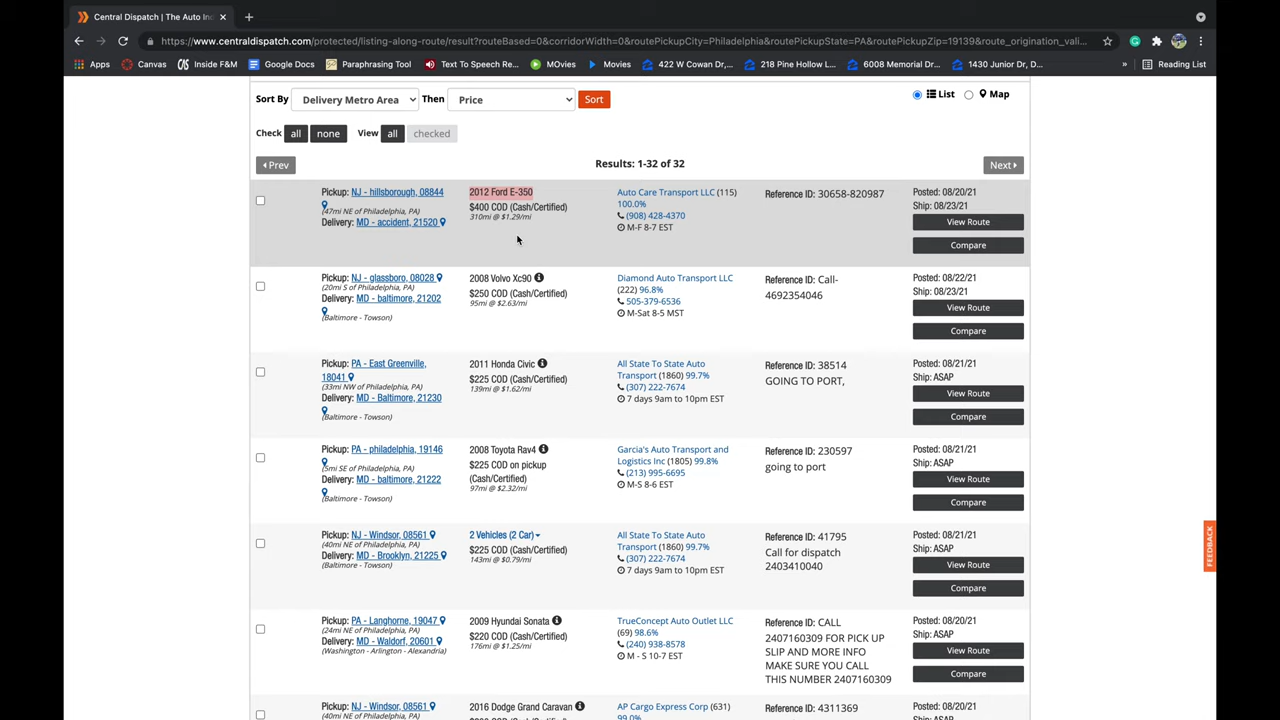 Central Dispatch | The Auto In
https://www.centraldispatch.com/protected/listing-along-route/result?routeBased=0&corridorWidth=0&routePickupCity=Philadelphia&routePickupState=PA&routePickupZip=19139&route_origination_vali...
Apps Canvas Inside F&M Google Docs Paraphrasing Tool Text To Speech Re... MOvies Movies 422 W Cowan Dr,... 218 Pine Hollow L... 6008 Memorial Dr... 1430 Junior Dr, D... » Reading List
Sort By Delivery Metro Area Then Price Sort List Map
Check all none View all checked
Prev Results: 1-32 of 32 Next
Pickup: NJ - hillsborough, 08844
(47mi NE of Philadelphia, PA)
Delivery: MD - accident, 21520
2012 Ford E-350
$400 COD (Cash/Certified)
310mi @ $1.29/mi
Auto Care Transport LLC (115)
100.0%
(908) 428-4370
M-F 8-7 EST
Reference ID: 30658-820987
Posted: 08/20/21
Ship: 08/23/21
View Route
Compare
Pickup: NJ - glassboro, 08028
(20mi S of Philadelphia, PA)
Delivery: MD - baltimore, 21202
(Baltimore - Towson)
2008 Volvo Xc90
$250 COD (Cash/Certified)
95mi @ $2.63/mi
Diamond Auto Transport LLC
(222) 96.8%
505-379-6536
M-Sat 8-5 MST
Reference ID: Call-
4692354046
Posted: 08/22/21
Ship: 08/23/21
View Route
Compare
Pickup: PA - East Greenville,
18041
(33mi NW of Philadelphia, PA)
Delivery: MD - Baltimore, 21230
(Baltimore - Towson)
2011 Honda Civic
$225 COD (Cash/Certified)
139mi @ $1.62/mi
All State To State Auto
Transport (1860) 99.7%
(307) 222-7674
7 days 9am to 10pm EST
Reference ID: 38514
GOING TO PORT,
Posted: 08/21/21
Ship: ASAP
View Route
Compare
Pickup: PA - philadelphia, 19146
(5mi SE of Philadelphia, PA)
Delivery: MD - baltimore, 21222
(Baltimore - Towson)
2008 Toyota Rav4
$225 COD on pickup
(Cash/Certified)
97mi @ $2.32/mi
Garcia's Auto Transport and
Logistics Inc (1805) 99.8%
(213) 995-6695
M-S 8-6 EST
Reference ID: 230597
going to port
Posted: 08/21/21
Ship: ASAP
View Route
Compare
Pickup: NJ - Windsor, 08561
(40mi NE of Philadelphia, PA)
Delivery: MD - Brooklyn, 21225
(Baltimore - Towson)
2 Vehicles (2 Car)
$225 COD (Cash/Certified)
143mi @ $0.79/mi
All State To State Auto
Transport (1860) 99.7%
(307) 222-7674
7 days 9am to 10pm EST
Reference ID: 41795
Call for dispatch
2403410040
Posted: 08/21/21
Ship: ASAP
View Route
Compare
FEEDBACK
Pickup: PA - Langhorne, 19047
(24mi NE of Philadelphia, PA)
Delivery: MD - Waldorf, 20601
(Washington - Arlington - Alexandria)
2009 Hyundai Sonata
$220 COD (Cash/Certified)
176mi @ $1.25/mi
TrueConcept Auto Outlet LLC
(69) 98.6%
(240) 938-8578
M - S 10-7 EST
Reference ID: CALL
2407160309 FOR PICK UP
SLIP AND MORE INFO
MAKE SURE YOU CALL
THIS NUMBER 2407160309
Posted: 08/20/21
Ship: ASAP
View Route
Compare
Pickup: NJ - Windsor, 08561
(40mi NE of Philadelphia, PA)
2016 Dodge Grand Caravan
AP Cargo Express Corp (631)
99.0%
Reference ID: 4311369
Posted: 08/21/21
Ship: ASAP